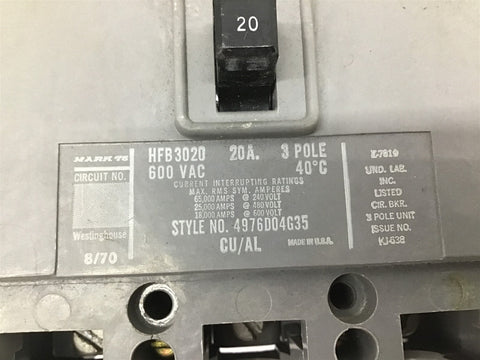 20
MARK 75
HFB3020 20A. 3 POLE
600 VAC 40°C
CIRCUIT NO.
CURRENT INTERRUPTING RATINGS
MAX. RMS SYM. AMPERES
65,000 AMPS @ 240 VOLT
25,000 AMPS @ 480 VOLT
18,000 AMPS @ 600 VOLT
STYLE NO. 4976D04G35
CU/AL
MADE IN U.S.A.
Westinghouse
8/70
E-7819
UND. LAB.
INC.
LISTED
CIR. BKR.
3 POLE UNIT
ISSUE NO.
KJ-638